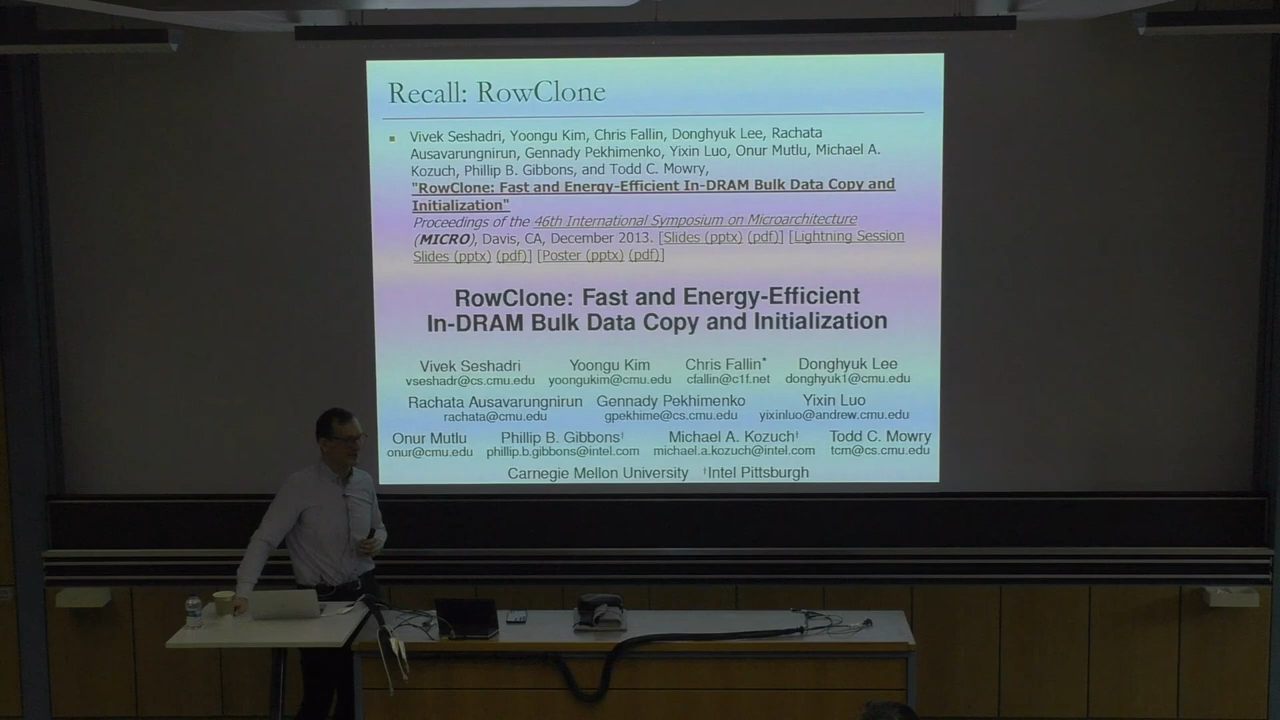 Recall: RowClone
Vivek Seshadri, Yoongu Kim, Chris Fallin, Donghyuk Lee, Rachata
Ausavarungnirun, Gennady Pekhimenko, Yixin Luo, Onur Mutlu, Michael A.
Kozuch, Phillip B. Gibbons, and Todd C. Mowry,
"RowClone: Fast and Energy-Efficient In-DRAM Bulk Data Copy and
Initialization"
Proceedings of the 46th International Symposium on Microarchitecture
(MICRO), Davis, CA, December 2013. [Slides (pptx) (pdf)] [Lightning Session
Slides (pptx) (pdf)] [Poster (pptx) (pdf)]
RowClone: Fast and Energy-Efficient
In-DRAM Bulk Data Copy and Initialization
Vivek Seshadri Yoongu Kim Chris Fallin* Donghyuk Lee
vseshadr@cs.cmu.edu yoongukim@cmu.edu cfallin@c1f.net donghyuk1@cmu.edu
Rachata Ausavarungnirun Gennady Pekhimenko Yixin Luo
rachata@cmu.edu gpekhime@cs.cmu.edu yixinluo@andrew.cmu.edu
Onur Mutlu Phillip B. Gibbons† Michael A. Kozuch† Todd C. Mowry
onur@cmu.edu phillip.b.gibbons@intel.com michael.a.kozuch@intel.com tcm@cs.cmu.edu
Carnegie Mellon University †Intel Pittsburgh